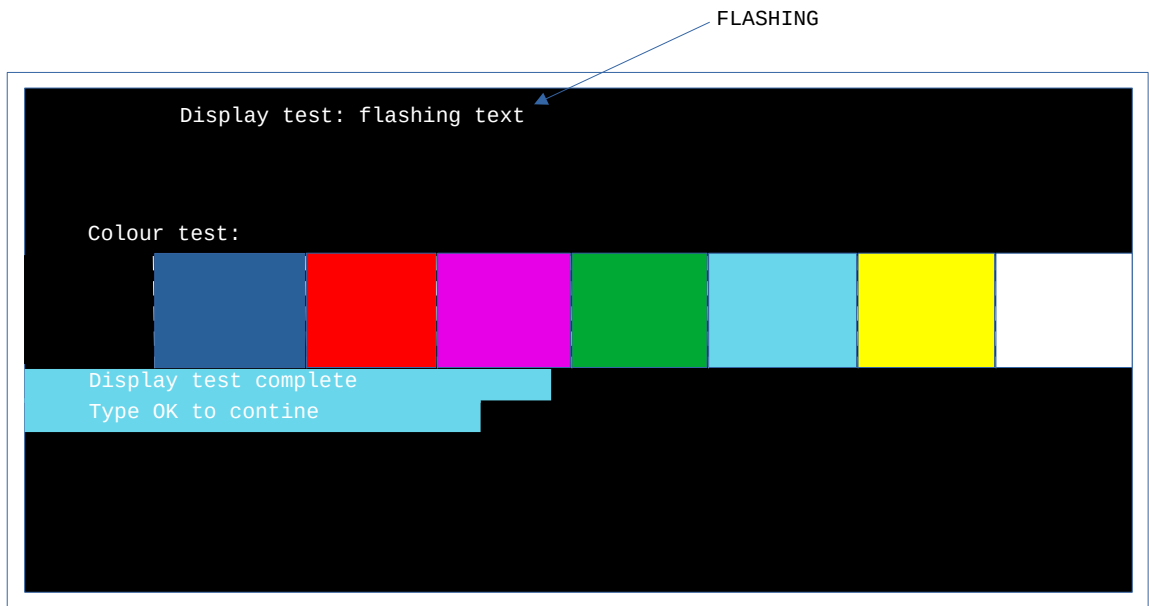 FLASHING
Display test: flashing text
Colour test:
Display test complete
Type OK to contine